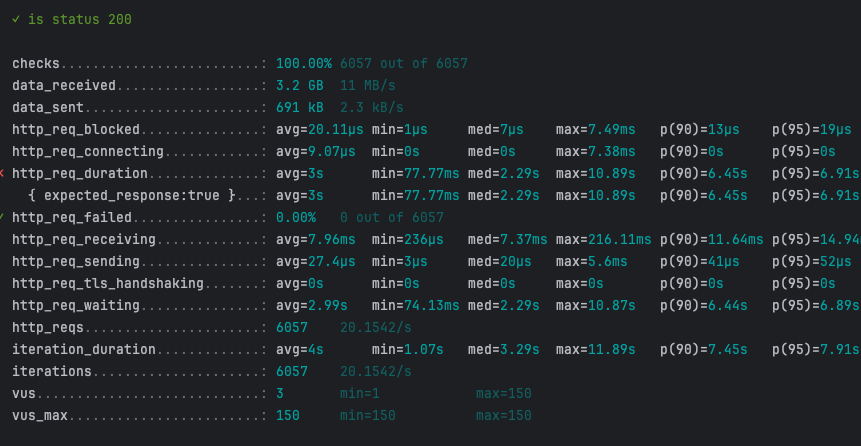 ✓ is status 200
checks.........................: 100.00% 6057 out of 6057
data_received..................: 3.2 GB 11 MB/s
data_sent......................: 691 kB 2.3 kB/s
http_req_blocked...............: avg=20.11µs min=1µs med=7µs max=7.49ms p(90)=13µs p(95)=19µs
http_req_connecting............: avg=9.07µs min=0s med=0s max=7.38ms p(90)=0s p(95)=0s
✗ http_req_duration..............: avg=3s min=77.77ms med=2.29s max=10.89s p(90)=6.45s p(95)=6.91s
{ expected_response:true }...: avg=3s min=77.77ms med=2.29s max=10.89s p(90)=6.45s p(95)=6.91s
✓ http_req_failed................: 0.00% 0 out of 6057
http_req_receiving.............: avg=7.96ms min=236µs med=7.37ms max=216.11ms p(90)=11.64ms p(95)=14.94m
http_req_sending...............: avg=27.4µs min=3µs med=20µs max=5.6ms p(90)=41µs p(95)=52µs
http_req_tls_handshaking.......: avg=0s min=0s med=0s max=0s p(90)=0s p(95)=0s
http_req_waiting...............: avg=2.99s min=74.13ms med=2.29s max=10.87s p(90)=6.44s p(95)=6.89s
http_reqs......................: 6057 20.1542/s
iteration_duration.............: avg=4s min=1.07s med=3.29s max=11.89s p(90)=7.45s p(95)=7.91s
iterations.....................: 6057 20.1542/s
vus............................: 3 min=1 max=150
vus_max........................: 150 min=150 max=150